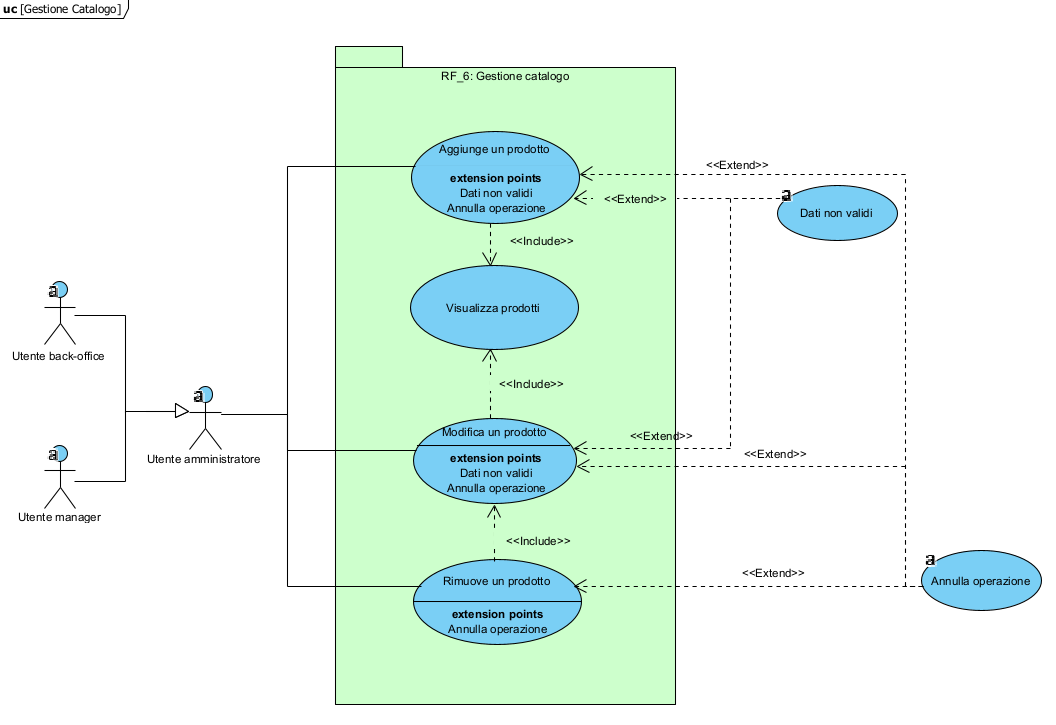 uc [Gestione Catalogo]
RF_6: Gestione catalogo
Aggiunge un prodotto
extension points
Dati non validi
Annulla operazione
<<Extend>>
<<Extend>>
a
Dati non validi
<<Include>>
Visualizza prodotti
a
Utente back-office
<<Include>>
a
Utente amministratore
Modifica un prodotto
extension points
Dati non validi
Annulla operazione
<<Extend>>
<<Extend>>
a
Utente manager
<<Include>>
Rimuove un prodotto
extension points
Annulla operazione
<<Extend>>
a
Annulla operazione